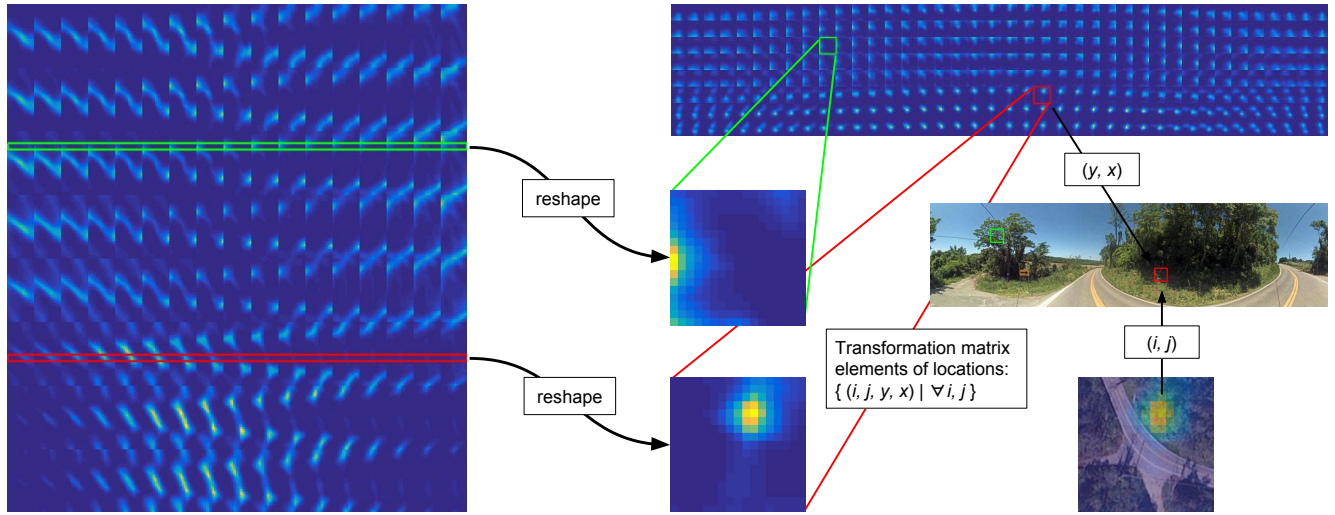 reshape
reshape
(y, x)
(i, j)
Transformation matrix
elements of locations:
{ (i, j, y, x) | ∀ i, j }